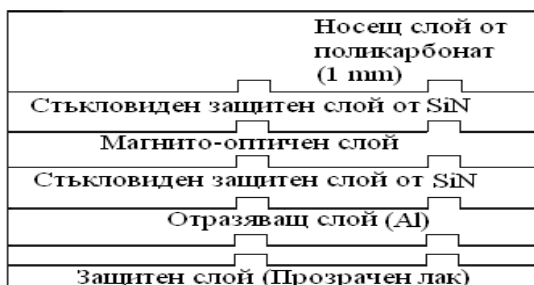 Носещ слой от
поликарбонат
(1 mm)
Стъкловиден защитен слой от SiN
Магнито-оптичен слой
Стъкловиден защитен слой от SiN
Отразяващ слой (Al)
Защитен слой (Прозрачен лак)